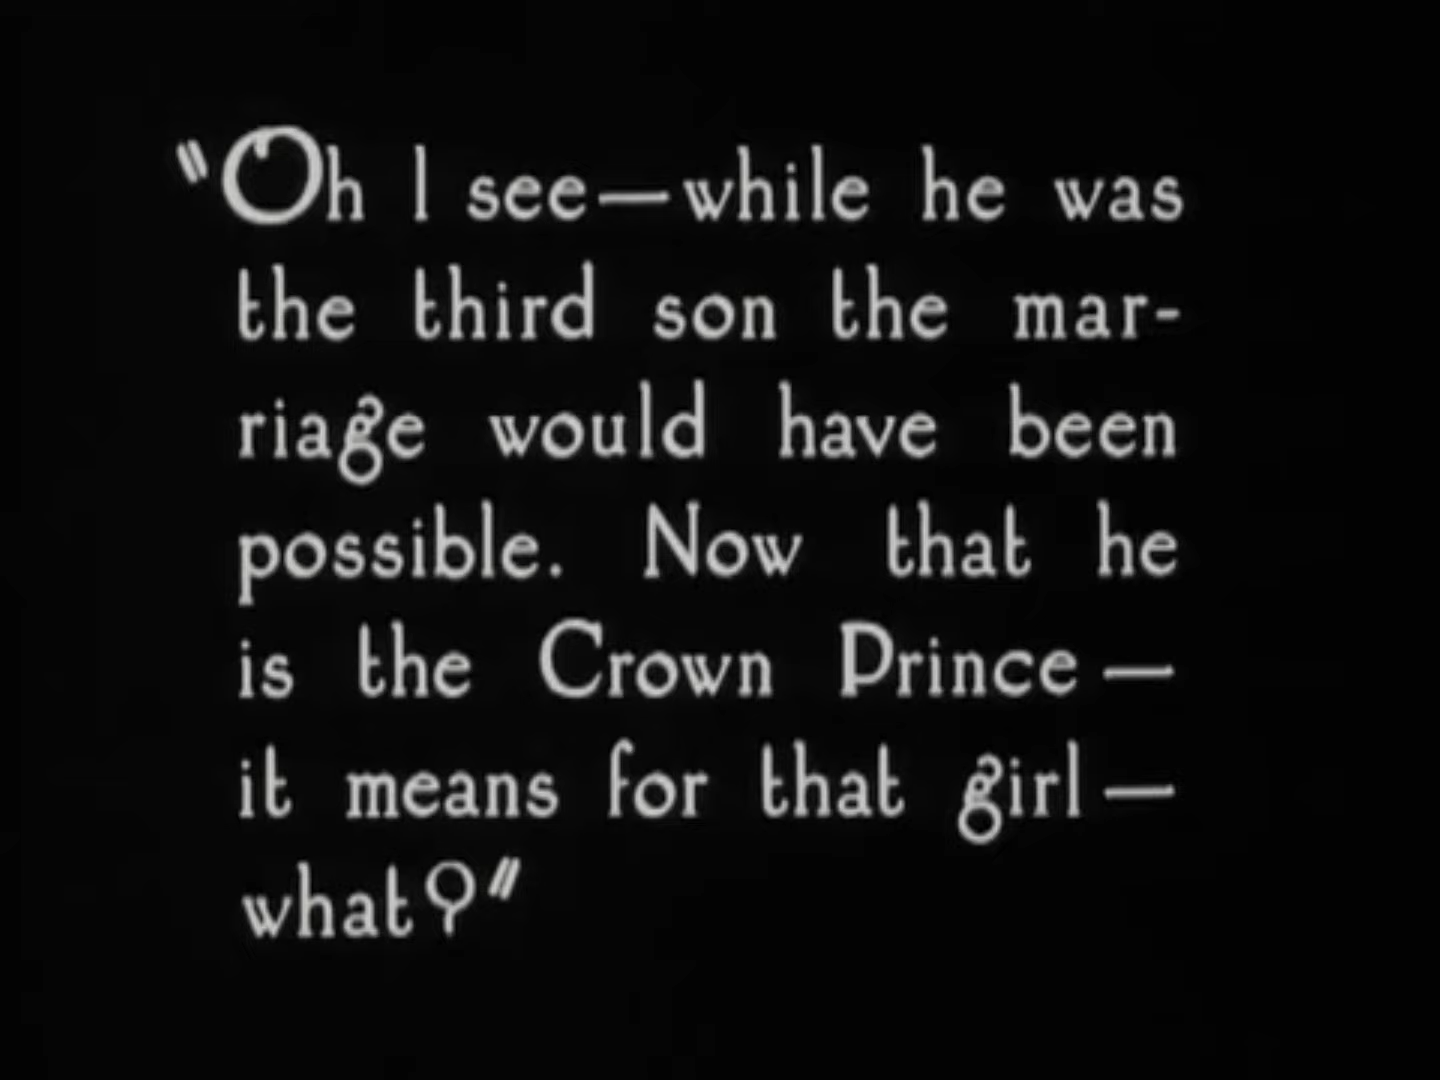 "Oh I see—while he was
the third son the mar-
riage would have been
possible. Now that he
is the Crown Prince—
it means for that girl—
what?"